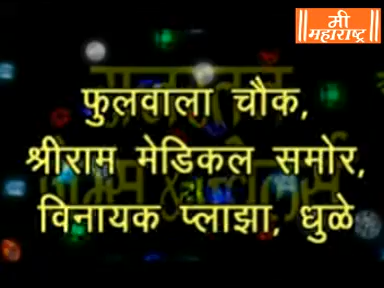 ॥ मी ॥
महाराष्ट्र
फुलवाला चौक,
श्रीराम मेडिकल समोर,
विनायक प्लाझा, धुळे